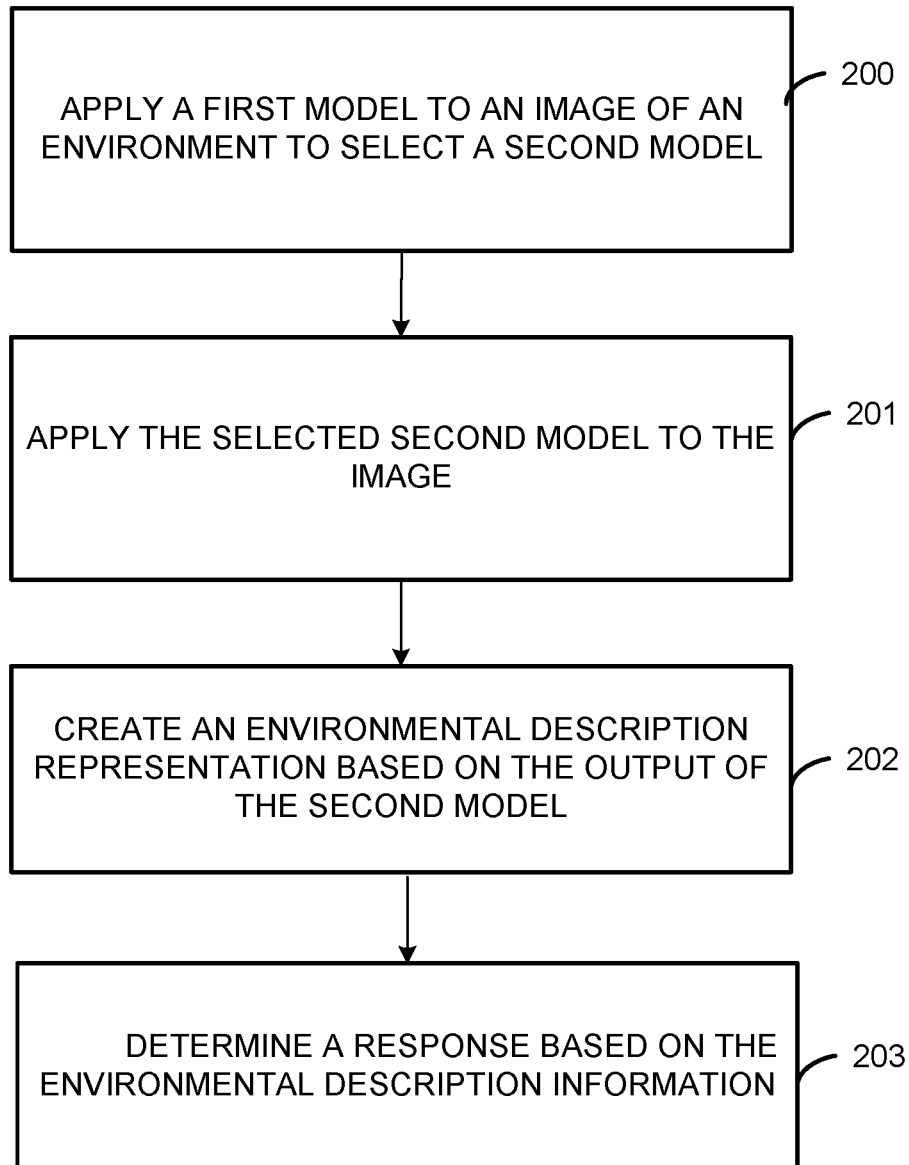 200
APPLY A FIRST MODEL TO AN IMAGE OF AN
ENVIRONMENT TO SELECT A SECOND MODEL
201
APPLY THE SELECTED SECOND MODEL TO THE
IMAGE
202
CREATE AN ENVIRONMENTAL DESCRIPTION
REPRESENTATION BASED ON THE OUTPUT OF
THE SECOND MODEL
203
DETERMINE A RESPONSE BASED ON THE
ENVIRONMENTAL DESCRIPTION INFORMATION